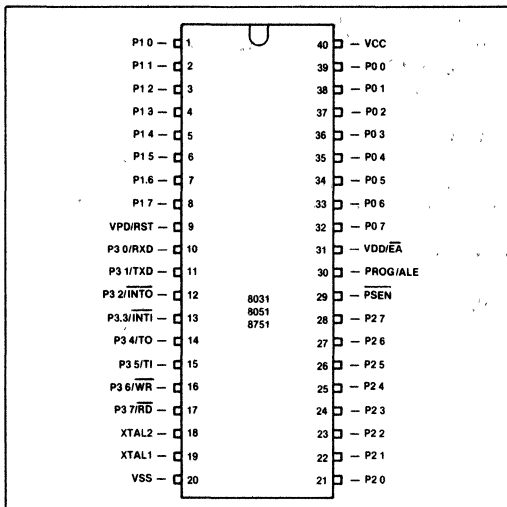 P1 0 1 40 VCC
P1 1 2 39 P0 0
P1 2 3 38 P0 1
P1 3 4 37 P0 2
P1 4 5 36 P0 3
P1 5 6 35 P0 4
P1.6 7 34 P0 5
P1 7 8 33 P0 6
VPD/RST 9 32 P0 7
P3 0/RXD 10 31 VDD/EA
P3 1/TXD 11 30 PROG/ALE
P3 2/INTO 12 29 PSEN
P3.3/INTI 13 28 P2 7
P3 4/TO 14 27 P2 6
P3 5/TI 15 26 P2 5
P3 6/WR 16 25 P2 4
P3 7/RD 17 24 P2 3
XTAL2 18 23 P2 2
XTAL1 19 22 P2 1
VSS 20 21 P2 0
8031
8051
8751